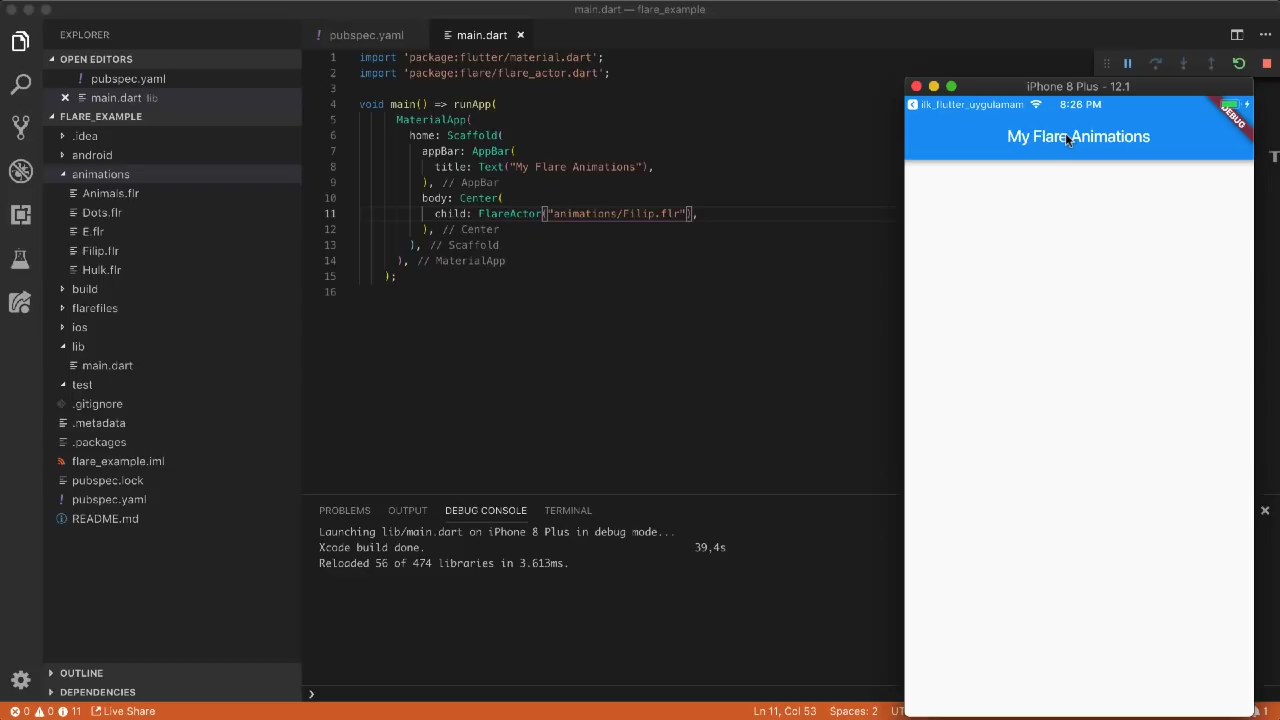 main.dart — flare_example
EXPLORER
OPEN EDITORS
! pubspec.yaml
main.dart lib
FLARE_EXAMPLE
.idea
android
animations
Animals.flr
Dots.flr
E.flr
Filip.flr
Hulk.flr
build
flarefiles
ios
lib
main.dart
test
.gitignore
.metadata
.packages
flare_example.iml
pubspec.lock
! pubspec.yaml
README.md
OUTLINE
DEPENDENCIES
! pubspec.yaml
main.dart
1 import 'package:flutter/material.dart';
2 import 'package:flare/flare_actor.dart';
3
4 void main() => runApp(
5 MaterialApp(
6 home: Scaffold(
7 appBar: AppBar(
8 title: Text("My Flare Animations"),
9 ), // AppBar
10 body: Center(
11 child: FlareActor("animations/Filip.flr"),
12 ), // Center
13 ), // Scaffold
14 ), // MaterialApp
15 );
16
PROBLEMS OUTPUT DEBUG CONSOLE TERMINAL
Launching lib/main.dart on iPhone 8 Plus in debug mode...
Xcode build done. 39,4s
Reloaded 56 of 474 libraries in 3.613ms.
iPhone 8 Plus - 12.1
ilk_flutter_uygulamam 8:26 PM
DEBUG
My Flare Animations
0 0 11 Live Share Ln 11, Col 53 Spaces: 2 1